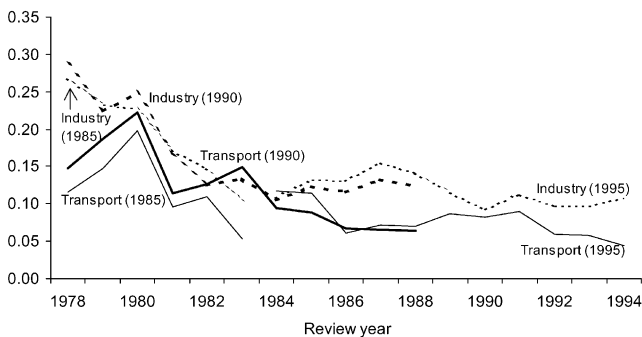 0.35
0.30
0.25
0.20
0.15
0.10
0.05
0.00
Industry (1990)
Industry
(1985)
Transport (1990)
Transport (1985)
Industry (1995)
Transport (1995)
1978 1980 1982 1984 1986 1988 1990 1992 1994
Review year